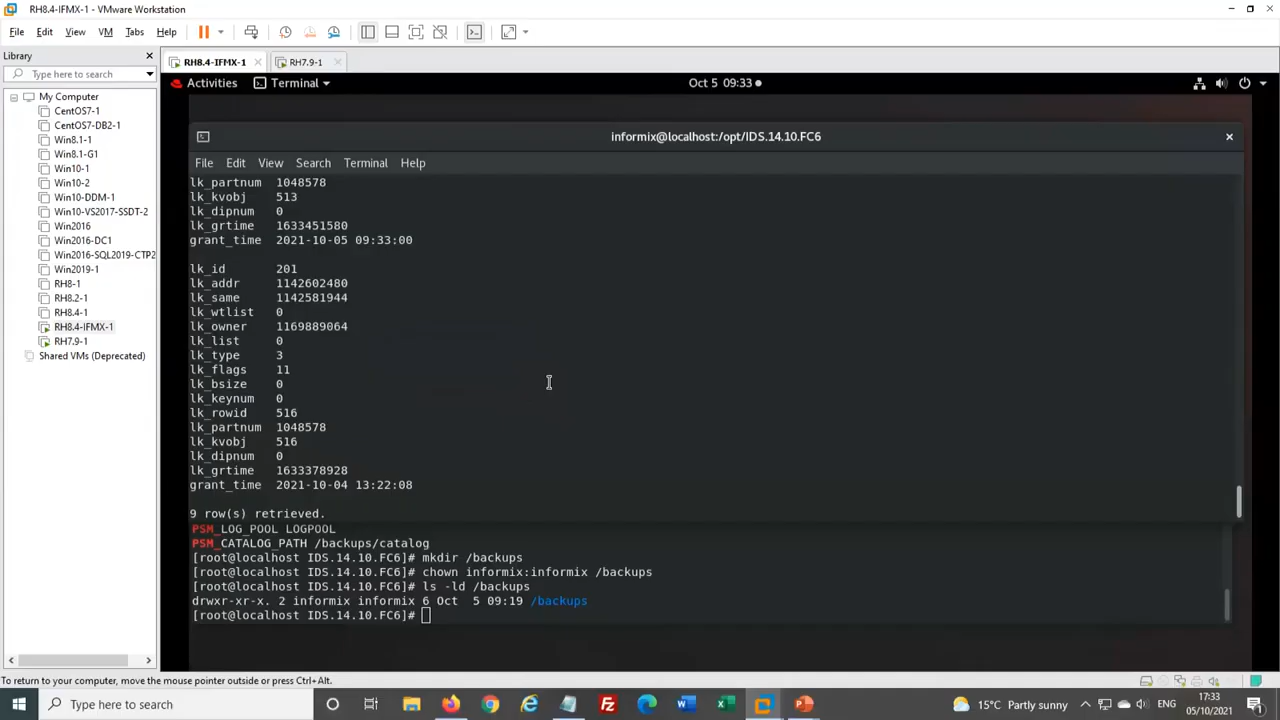 RH8.4-IFMX-1 - VMware Workstation
File Edit View VM Tabs Help
Library
Type here to search
My Computer
CentOS7-1
CentOS7-DB2-1
Win8.1-1
Win8.1-G1
Win10-1
Win10-2
Win10-DDM-1
Win10-VS2017-SSDT-2
Win2016
Win2016-DC1
Win2016-SQL2019-CTP2
Win2019-1
RH8-1
RH8.2-1
RH8.4-1
RH8.4-IFMX-1
RH7.9-1
Shared VMs (Deprecated)
RH8.4-IFMX-1 RH7.9-1
Activities Terminal Oct 5 09:33
informix@localhost:/opt/IDS.14.10.FC6
File Edit View Search Terminal Help
lk_partnum 1048578
lk_kvobj 513
lk_dipnum 0
lk_grtime 1633451580
grant_time 2021-10-05 09:33:00
lk_id 201
lk_addr 1142602480
lk_same 1142581944
lk_wtlist 0
lk_owner 1169889064
lk_list 0
lk_type 3
lk_flags 11
lk_bsize 0
lk_keynum 0
lk_rowid 516
lk_partnum 1048578
lk_kvobj 516
lk_dipnum 0
lk_grtime 1633378928
grant_time 2021-10-04 13:22:08
9 row(s) retrieved.
PSM_LOG_POOL LOGPOOL
PSM_CATALOG_PATH /backups/catalog
[root@localhost IDS.14.10.FC6]# mkdir /backups
[root@localhost IDS.14.10.FC6]# chown informix:informix /backups
[root@localhost IDS.14.10.FC6]# ls -ld /backups
drwxr-xr-x. 2 informix informix 6 Oct 5 09:19 /backups
[root@localhost IDS.14.10.FC6]#
To return to your computer, move the mouse pointer outside or press Ctrl+Alt.
Type here to search
15°C Partly sunny
ENG
17:33
05/10/2021